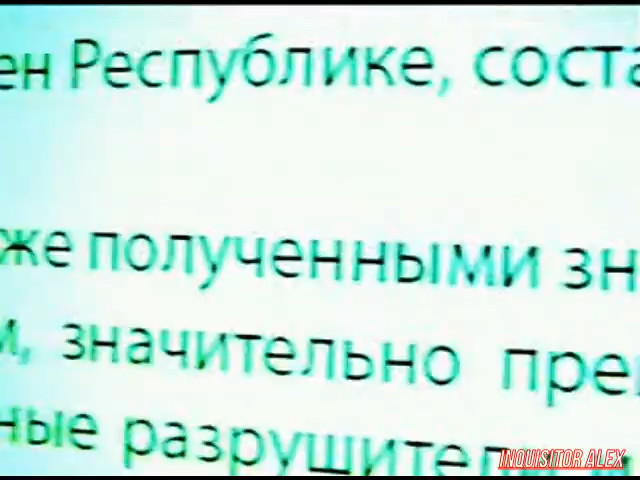 ен Республике, соста
же полученными зн
м, значительно пре
ные разрушител
INQUISITOR ALEX